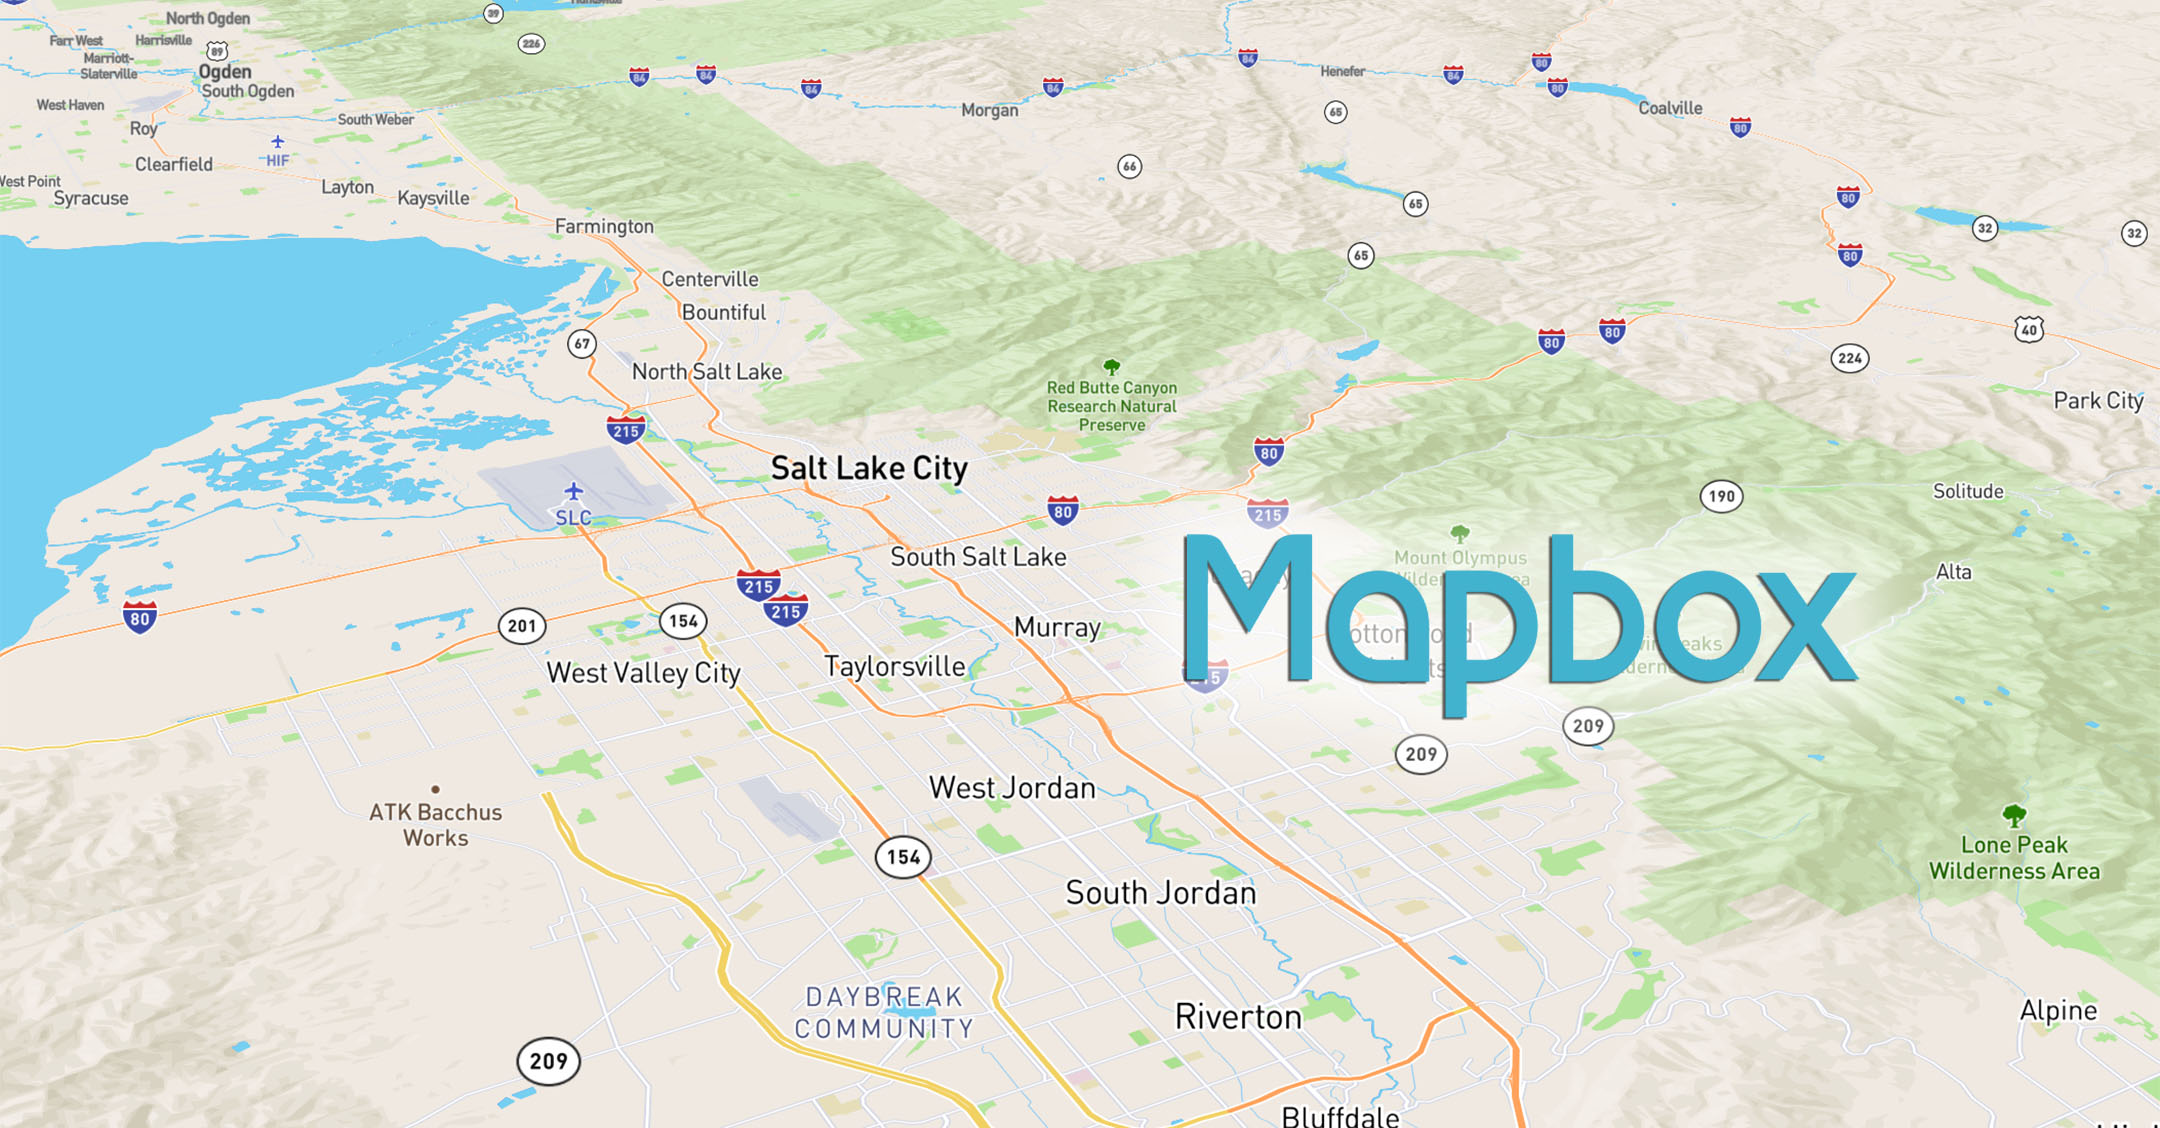 39
North Ogden
Farr West
Harrisville
226
89
Marriott-
Slaterville
Ogden
84
84
84
84
84
Henefer
84
80
80
South Ogden
West Haven
Morgan
65
Coalville
80
Roy
South Weber
HIF
Clearfield
66
West Point
Layton
Syracuse
Kaysville
65
80
Farmington
32
32
65
80
Centerville
Bountiful
67
80
80
40
224
North Salt Lake
Red Butte Canyon
Research Natural
Preserve
Park City
215
80
Salt Lake City
SLC
80
215
190
Solitude
South Salt Lake
Mount Olympus
Alta
215
215
80
201
154
Murray
Mapbox
West Valley City
Taylorsville
215
209
209
West Jordan
ATK Bacchus
Works
154
Lone Peak
Wilderness Area
South Jordan
DAYBREAK
COMMUNITY
Riverton
Alpine
209
Bluffdale